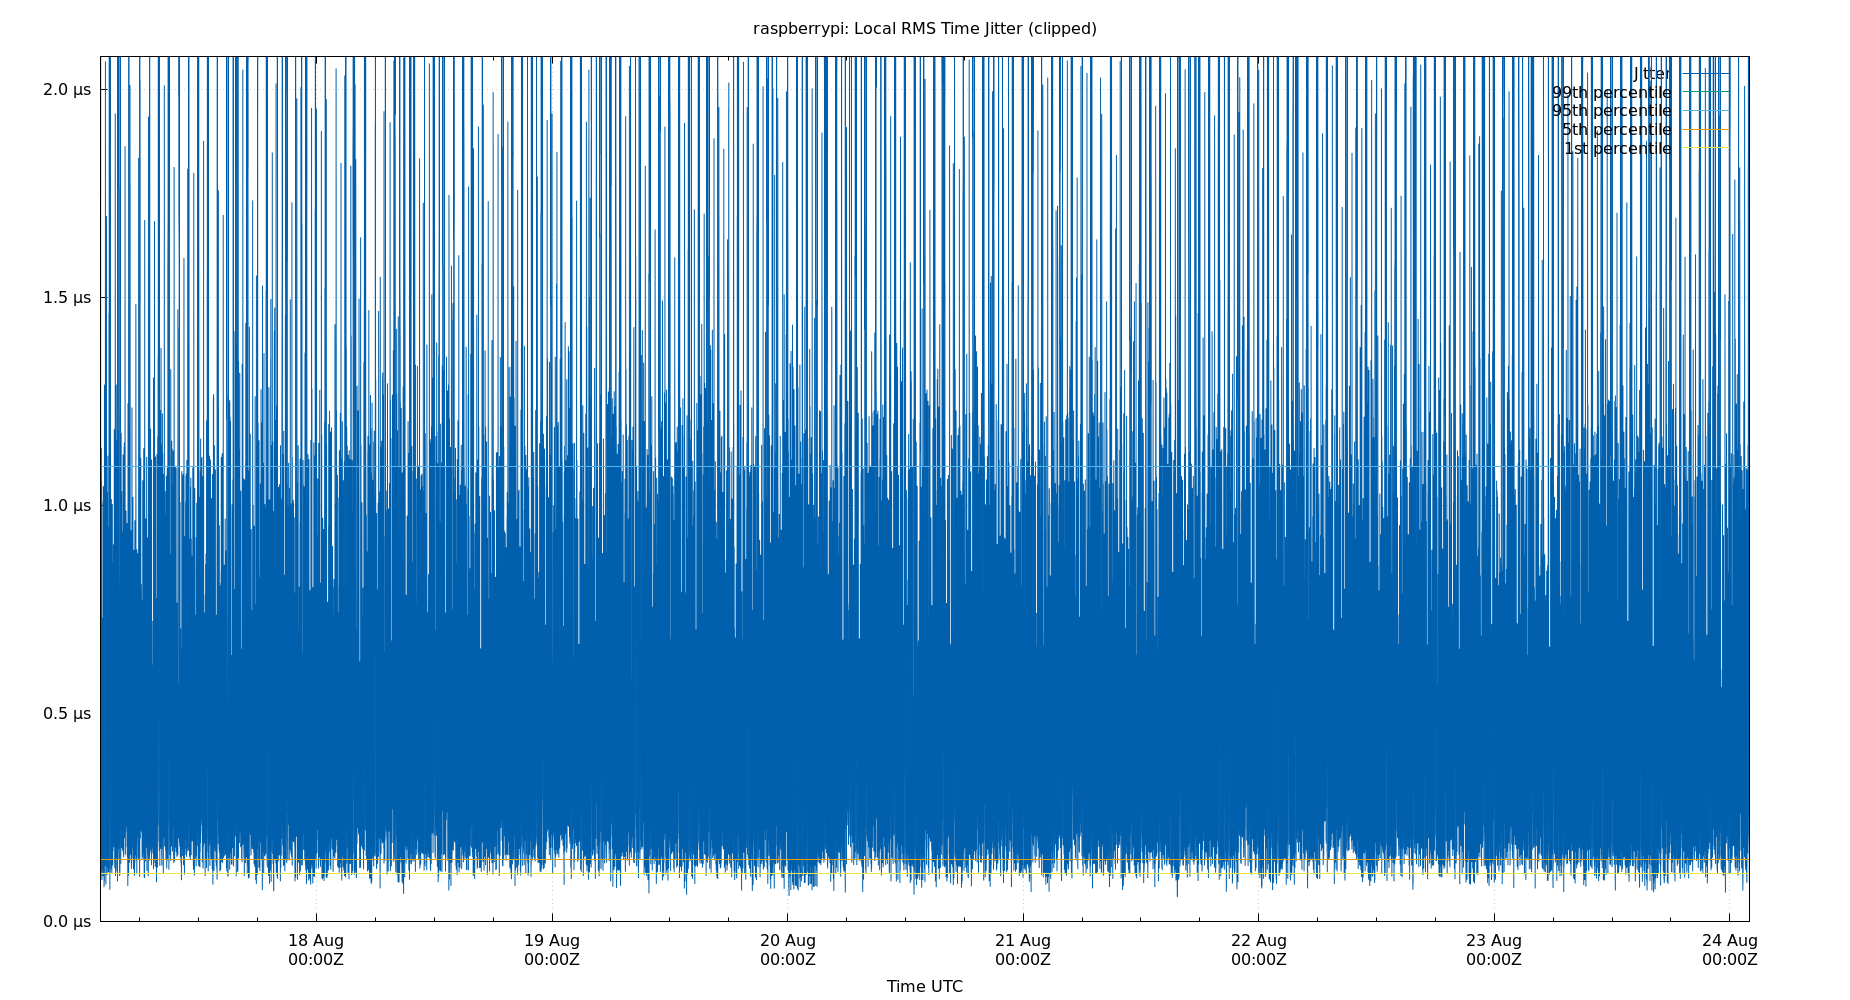 raspberrypi: Local RMS Time Jitter (clipped)
2.0 µs
1.5 µs
1.0 µs
0.5 µs
0.0 µs
Jitter
99th percentile
95th percentile
5th percentile
1st percentile
18 Aug
00:00Z
19 Aug
00:00Z
20 Aug
00:00Z
21 Aug
00:00Z
22 Aug
00:00Z
23 Aug
00:00Z
24 Aug
00:00Z
Time UTC